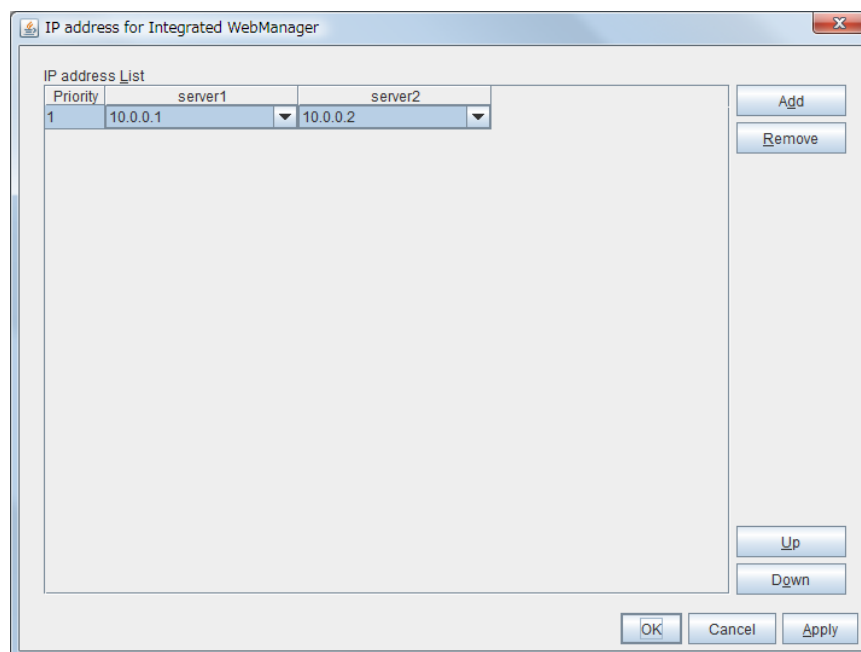 IP address for Integrated WebManager
IP address List
Priority server1 server2
1 10.0.0.1 10.0.0.2
Add
Remove
Up
Down
OK Cancel Apply